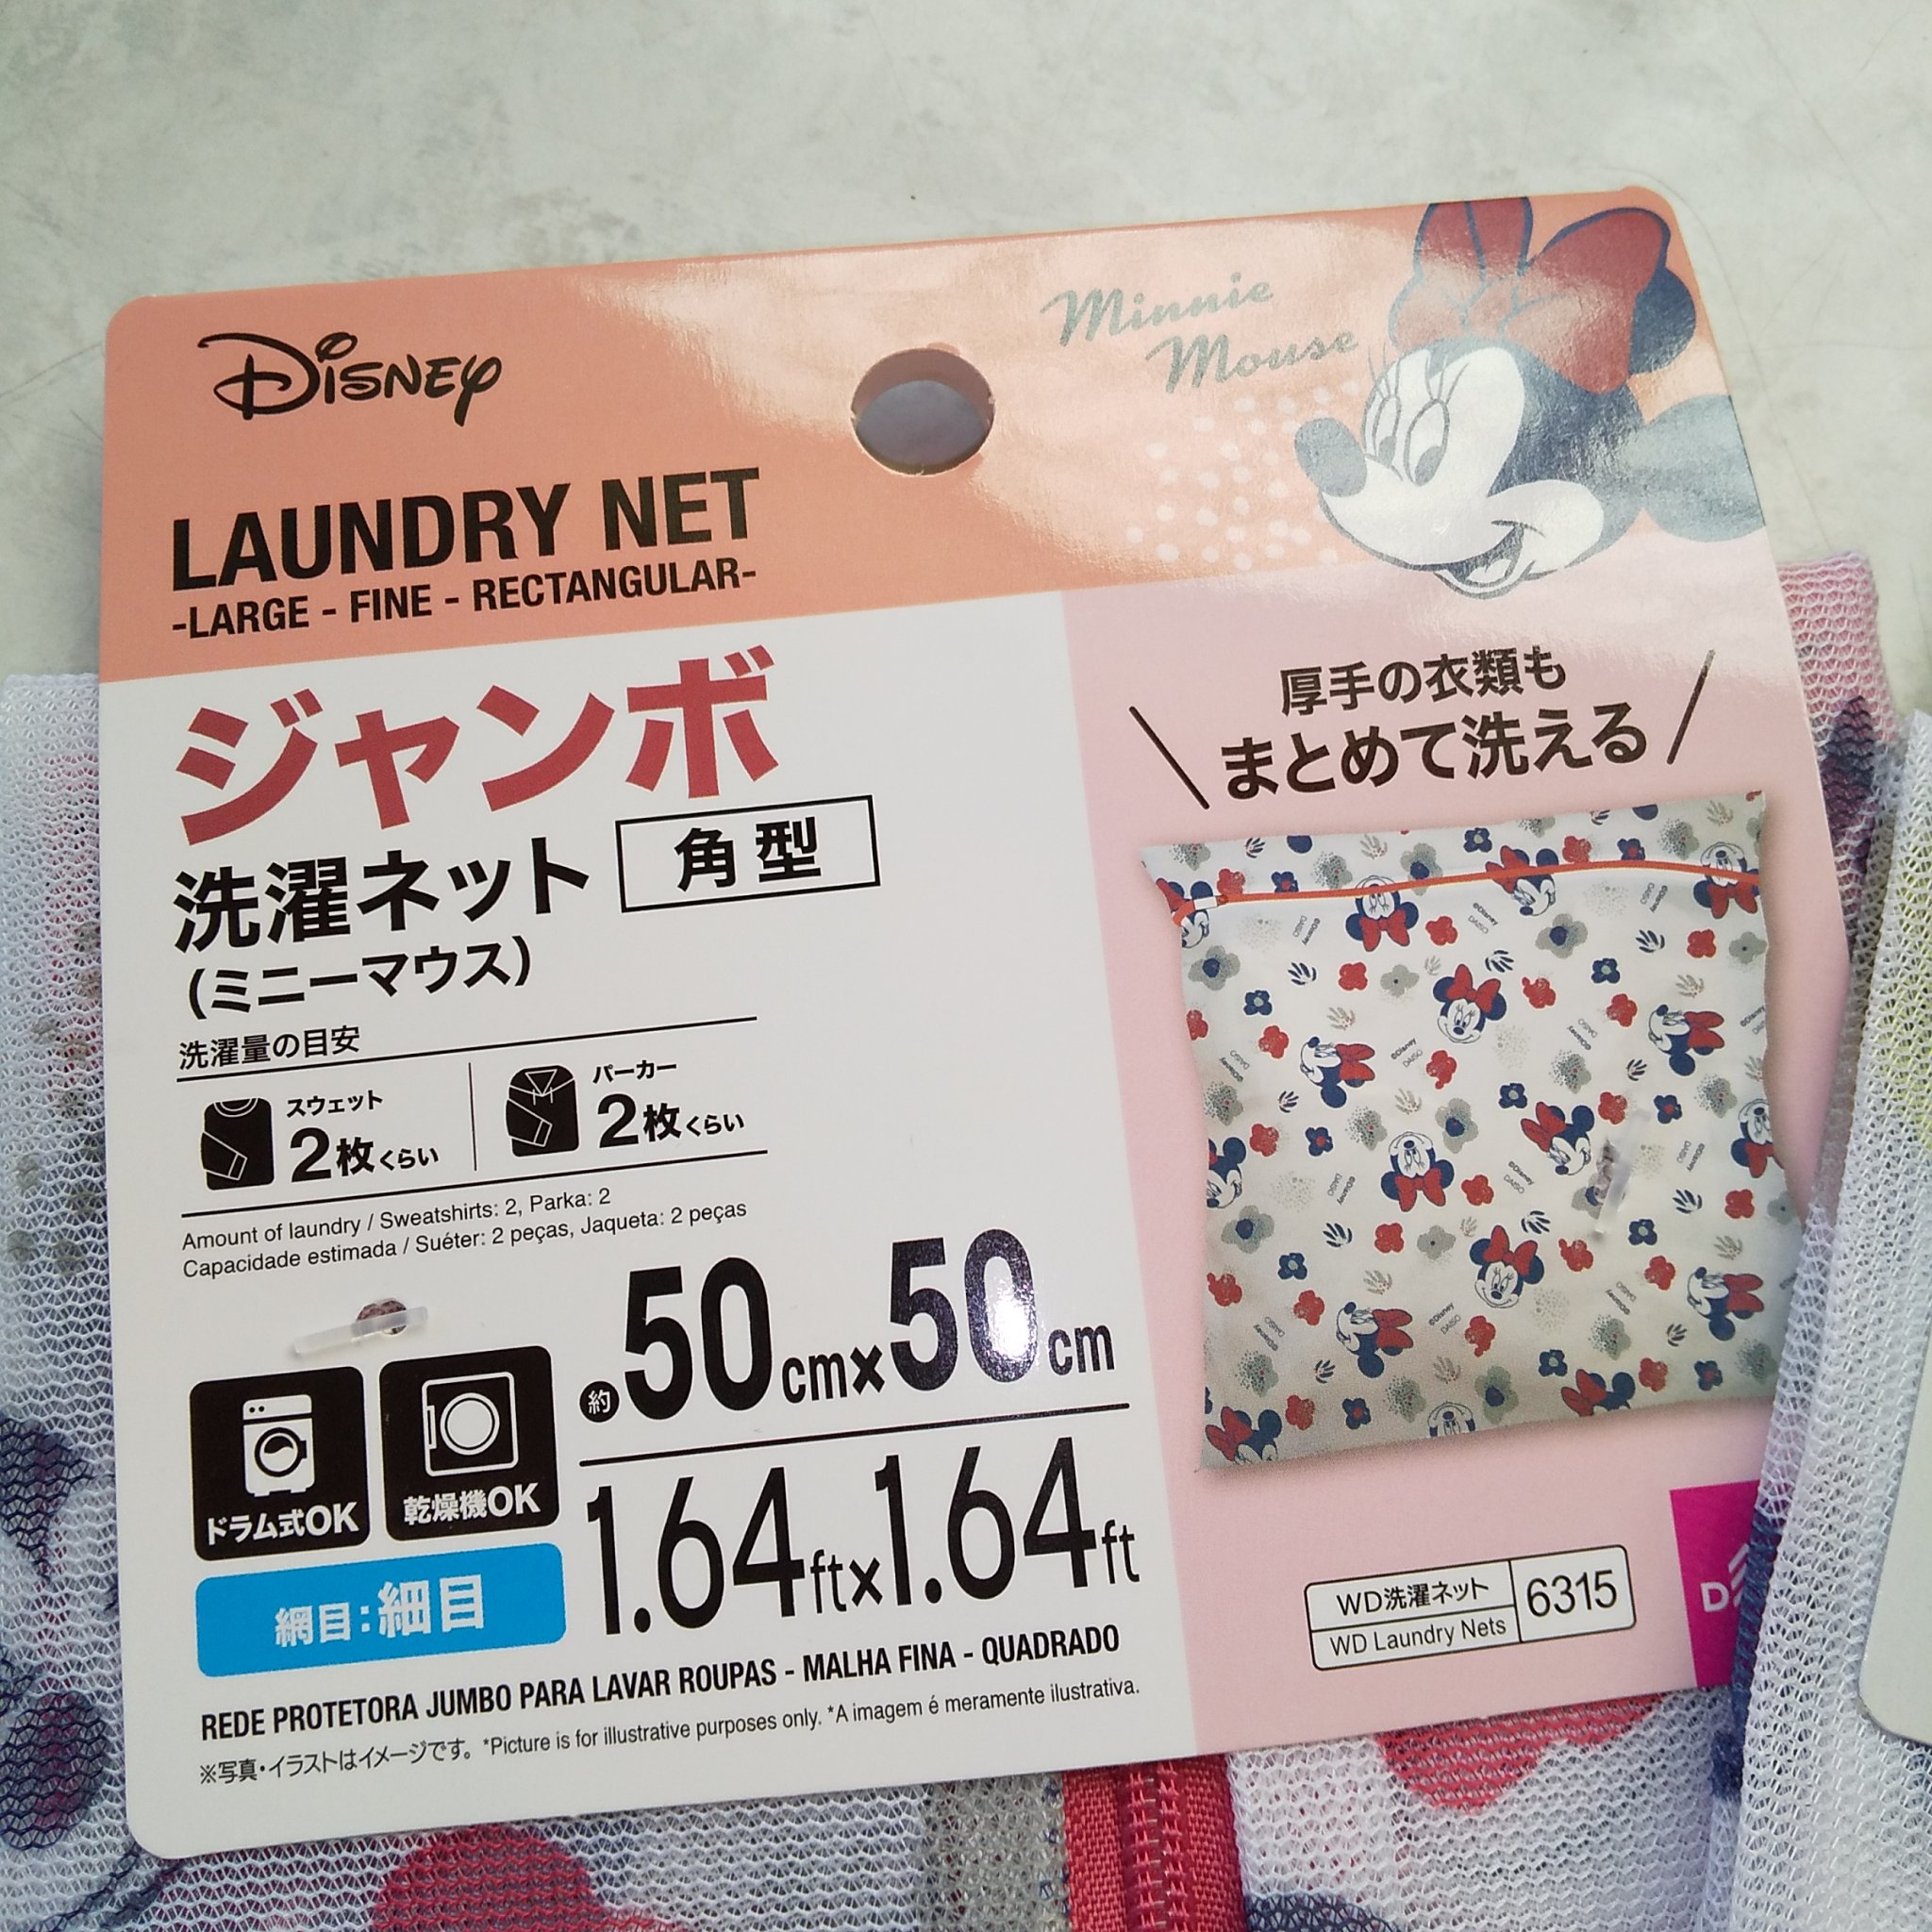 Disney
Minnie
Mouse
LAUNDRY NET
-LARGE - FINE - RECTANGULAR-
ジャンボ
洗濯ネット 角型
(ミニーマウス)
洗濯量の目安
スウェット
2枚くらい
パーカー
2枚くらい
Amount of laundry / Sweatshirts: 2, Parka: 2
Capacidade estimada / Suéter: 2 peças, Jaqueta: 2 peças
約50cm×50cm
1.64ft×1.64ft
ドラム式OK
乾燥機OK
網目:細目
REDE PROTETORA JUMBO PARA LAVAR ROUPAS - MALHA FINA - QUADRADO
※写真・イラストはイメージです。 *Picture is for illustrative purposes only. *A imagem é meramente ilustrativa.
厚手の衣類も
まとめて洗える
©Disney
DAISO
WD洗濯ネット
WD Laundry Nets
6315